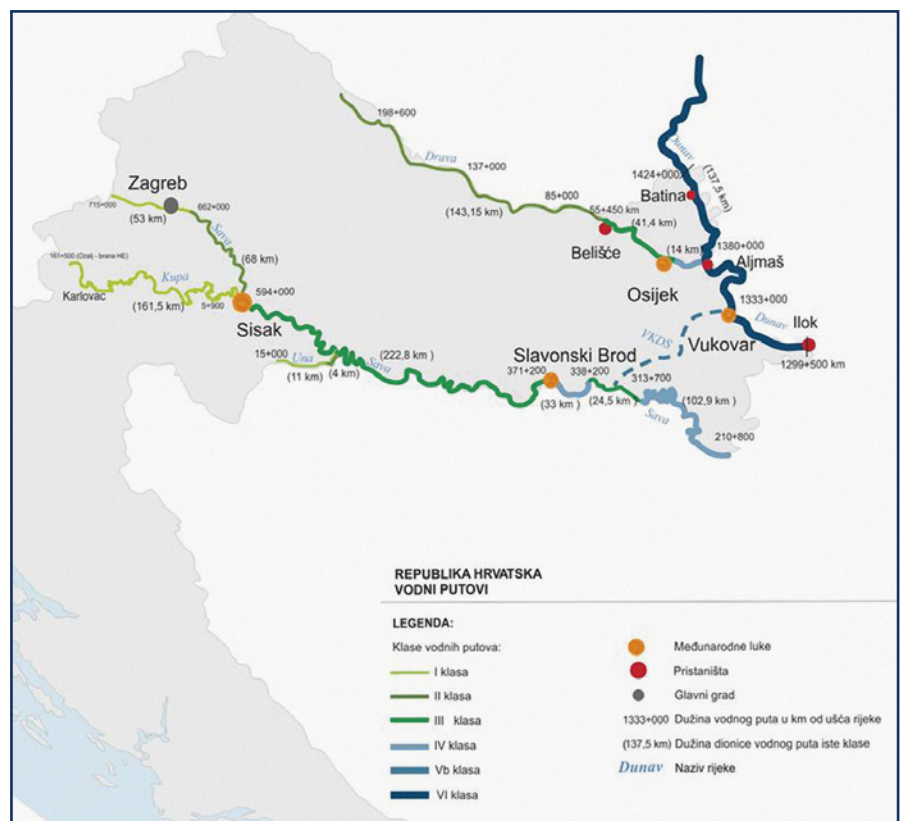 198+600
Drava
137+000
Dunav
1424+000
(137,5 km)
Zagreb
Batina
85+000
(143,15 km)
715+000
662+000
55+450 km
(53 km)
(41,4 km)
Sava
Belišće
(14 km)
1380+000
Aljmaš
161+500 (Ozalj - brana HE)
(68 km)
Kupa
594+000
Osijek
Karlovac
(161,5 km)
5+900
1333+000
Sisak
Dunav
Ilok
VKDS
Vukovar
15+000
Una
(222,8 km )
Slavonski Brod
1299+500 km
(11 km)
(4 km)
Sava
371+200
338+200
313+700
(33 km )
(24,5 km )
(102,9 km )
Sava
210+800
REPUBLIKA HRVATSKA
VODNI PUTOVI
LEGENDA:
Klase vodnih putova:
I klasa
II klasa
III klasa
IV klasa
Vb klasa
VI klasa
Međunarodne luke
Pristaništa
Glavni grad
1333+000 Dužina vodnog puta u km od ušća rijeke
(137,5 km) Dužina dionice vodnog puta iste klase
Dunav Naziv rijeke